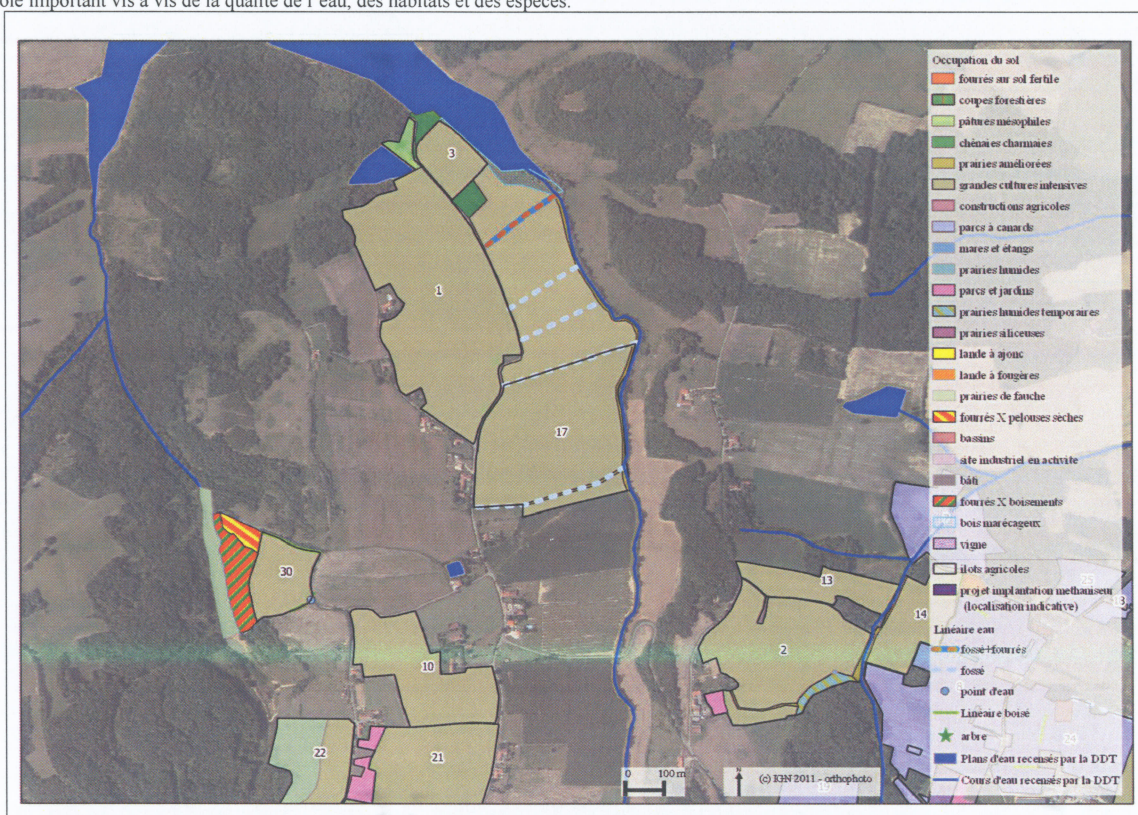 ole important vis à vis de la qualité de l'eau, des habitats et des espèces.
Occupation du sol
fourrés sur sol fertile
coupes forestières
pâtures mésophiles
chênaies charmaies
prairies améliorées
grandes cultures intensives
constructions agricoles
parcs à canards
mares et étangs
prairies humides
parcs et jardins
prairies humides temporaires
prairies siliceuses
lande à ajonc
lande à fougères
prairies de fauche
fourrés X pelouses sèches
bassins
site industriel en activité
bâti
fourrés X boisements
bois marécageux
vigne
ilots agricoles
projet implantation methaniseur
(localisation indicative)
Linéaire eau
fossé+fourrés
fossé
point d'eau
Linéaire boisé
arbre
Plans d'eau recensés par la DDT
Cours d'eau recensés par la DDT
3
1
17
30
13
14
2
10
22
21
15
18
24
19
0 100 m
N
(c) IGN 2011 - orthophoto